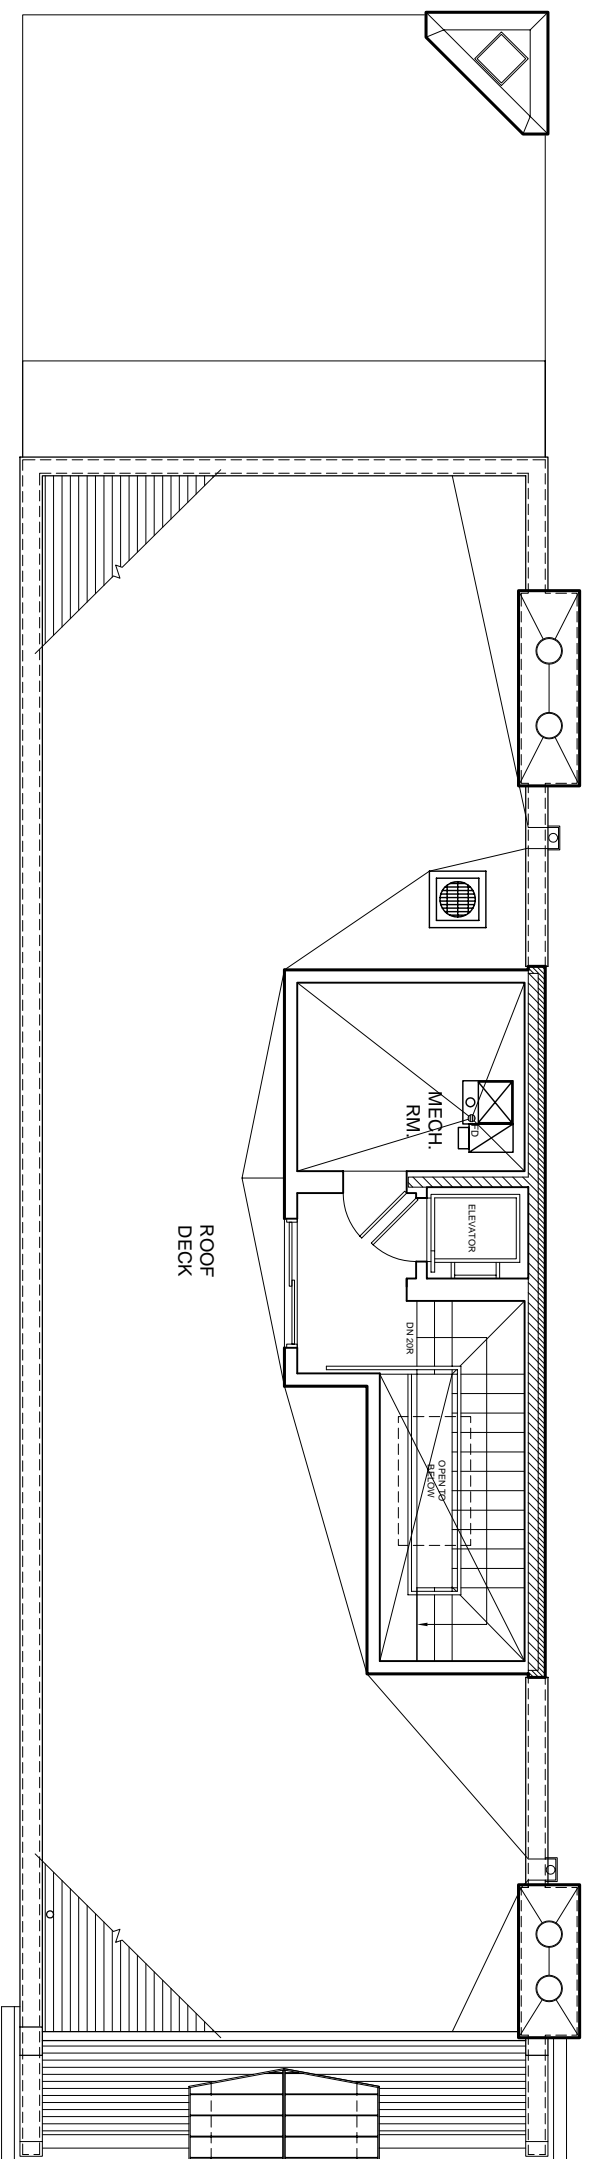 MECH.
RM.
F.D
ELEVATOR
ROOF
DECK
DN 20R
OPEN TO
BELOW